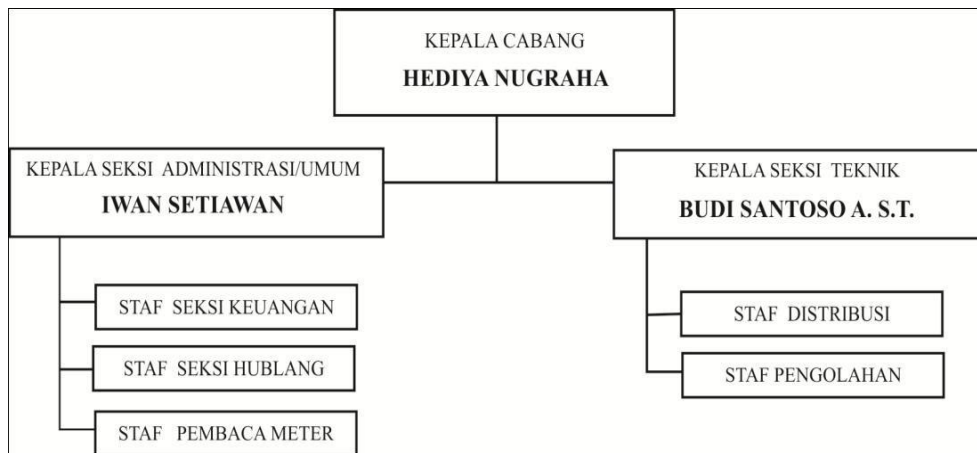 KEPALA CABANG
HEDIYA NUGRAHA
KEPALA SEKSI ADMINISTRASI/UMUM
IWAN SETIAWAN
KEPALA SEKSI TEKNIK
BUDI SANTOSO A. S.T.
STAF SEKSI KEUANGAN
STAF SEKSI HUBLANG
STAF PEMBACA METER
STAF DISTRIBUSI
STAF PENGOLAHAN